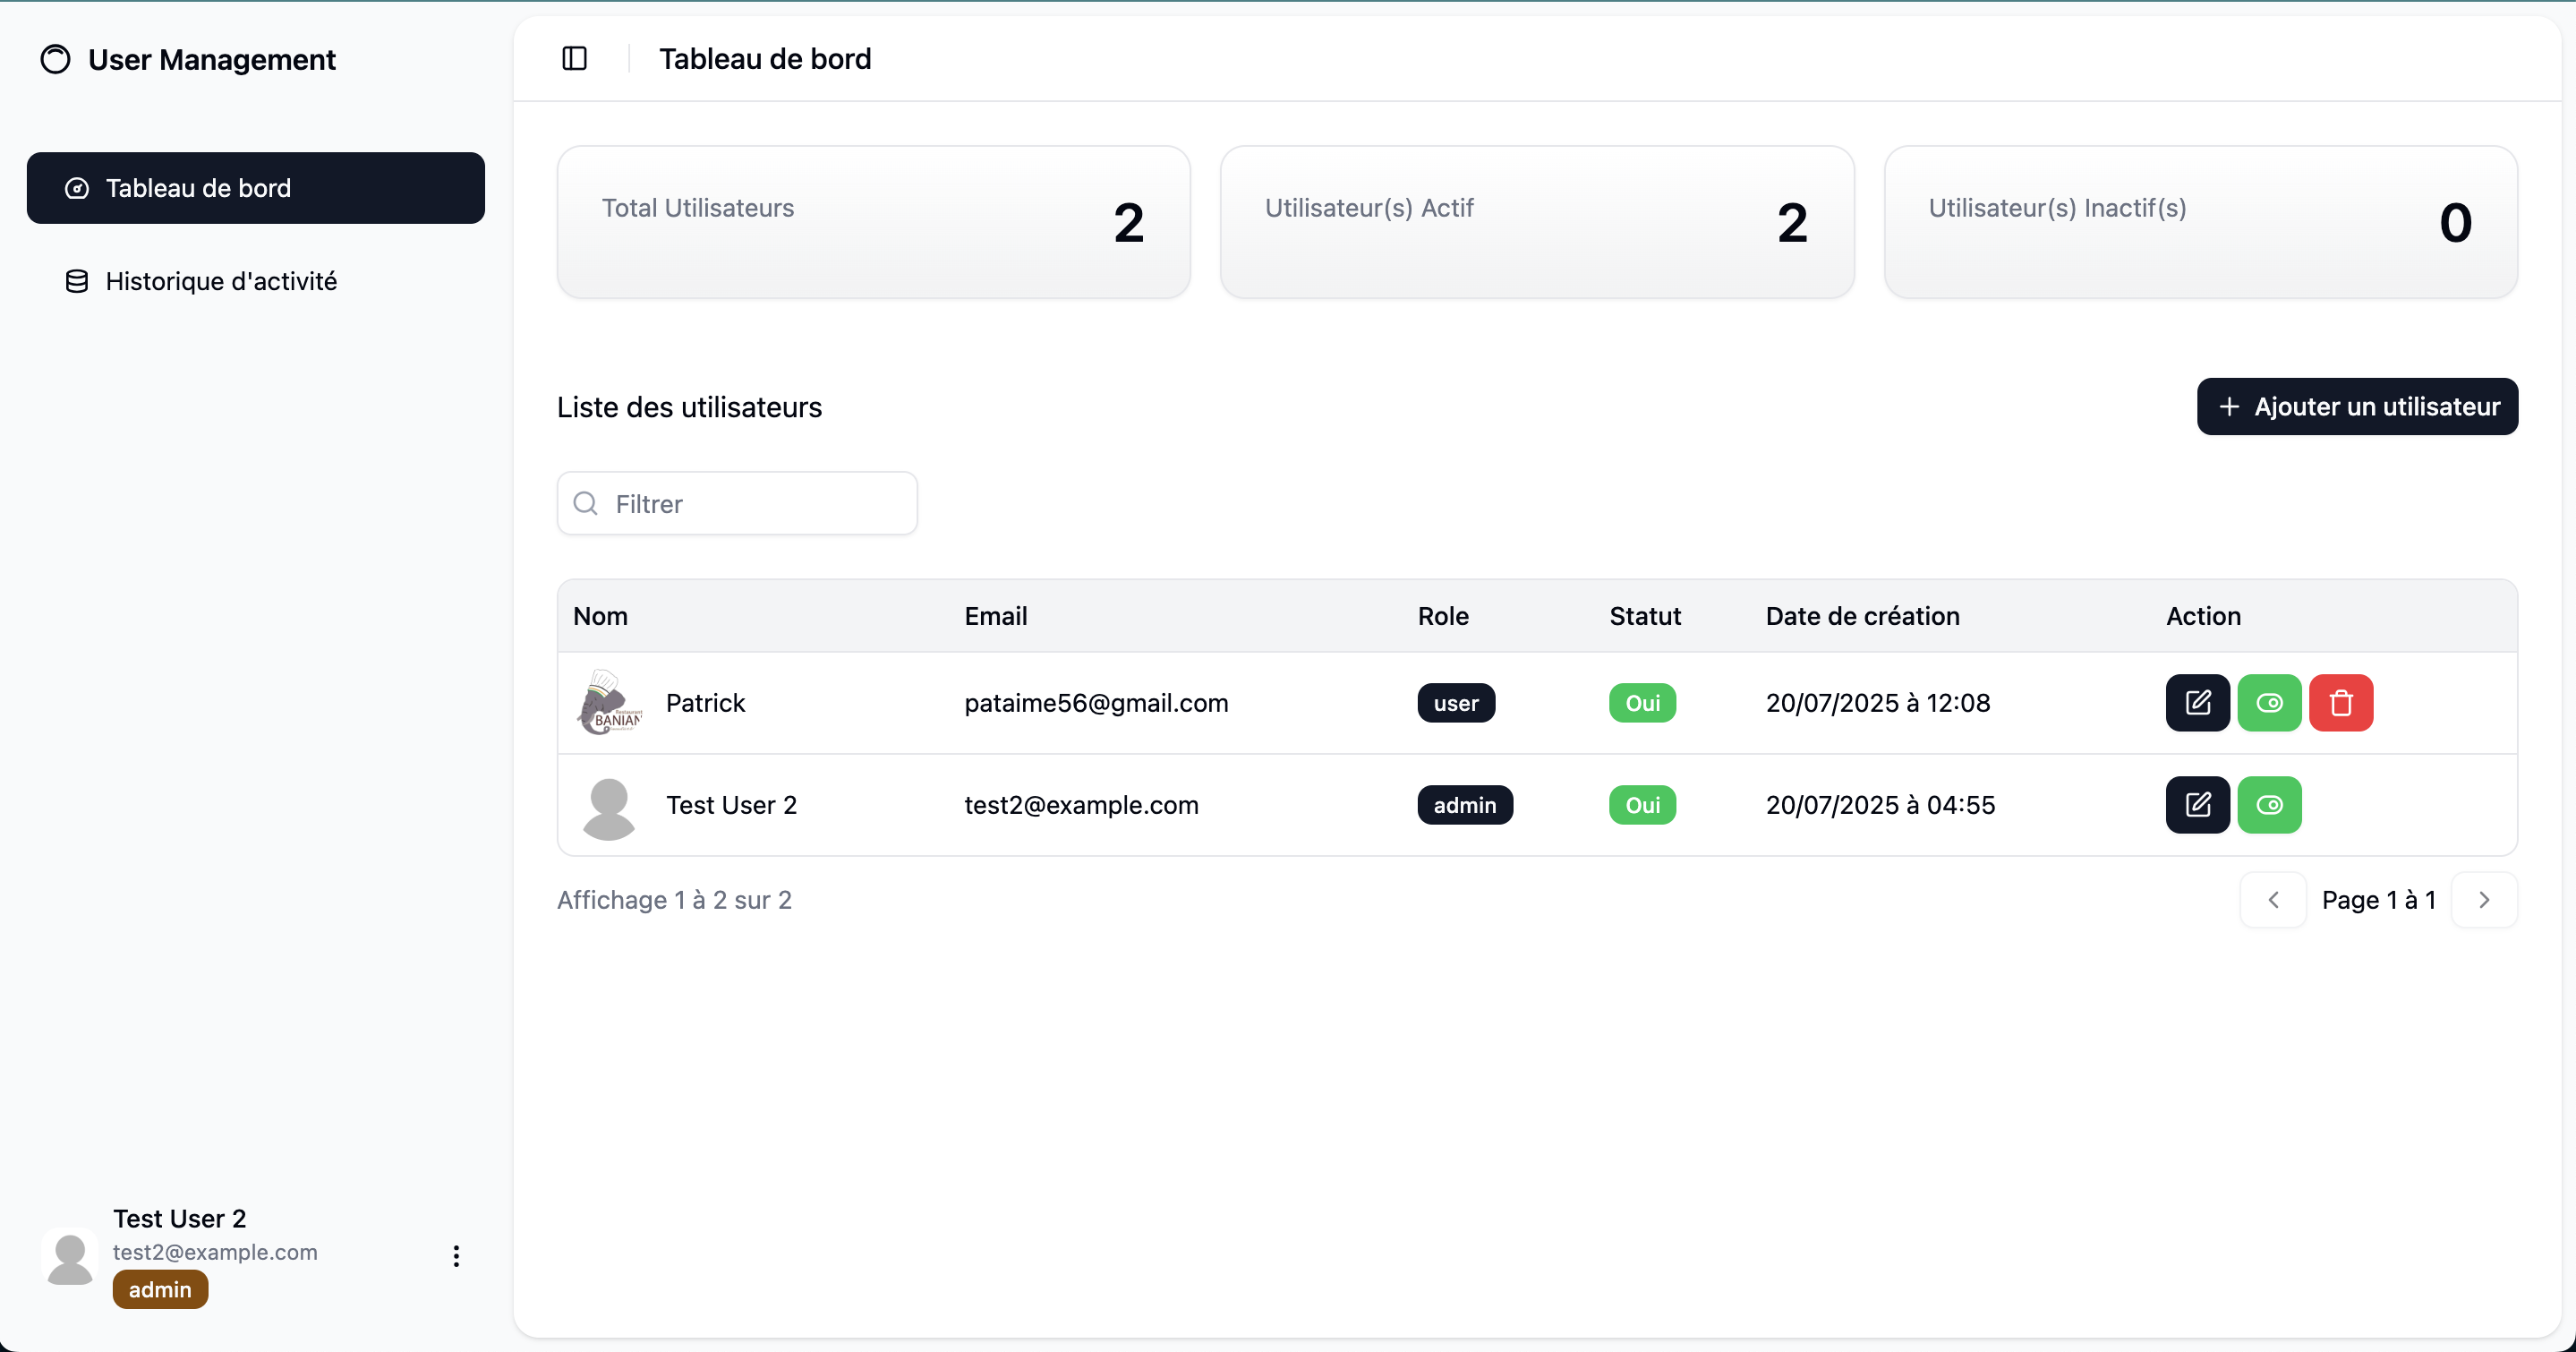 User Management
Tableau de bord
Historique d'activité
Tableau de bord
Total Utilisateurs
2
Utilisateur(s) Actif
2
Utilisateur(s) Inactif(s)
0
Liste des utilisateurs
Ajouter un utilisateur
Filtrer
Nom Email Role Statut Date de création Action
BANIAN
Patrick pataime56@gmail.com user Oui 20/07/2025 à 12:08
Test User 2 test2@example.com admin Oui 20/07/2025 à 04:55
Affichage 1 à 2 sur 2
Page 1 à 1
Test User 2
test2@example.com
admin